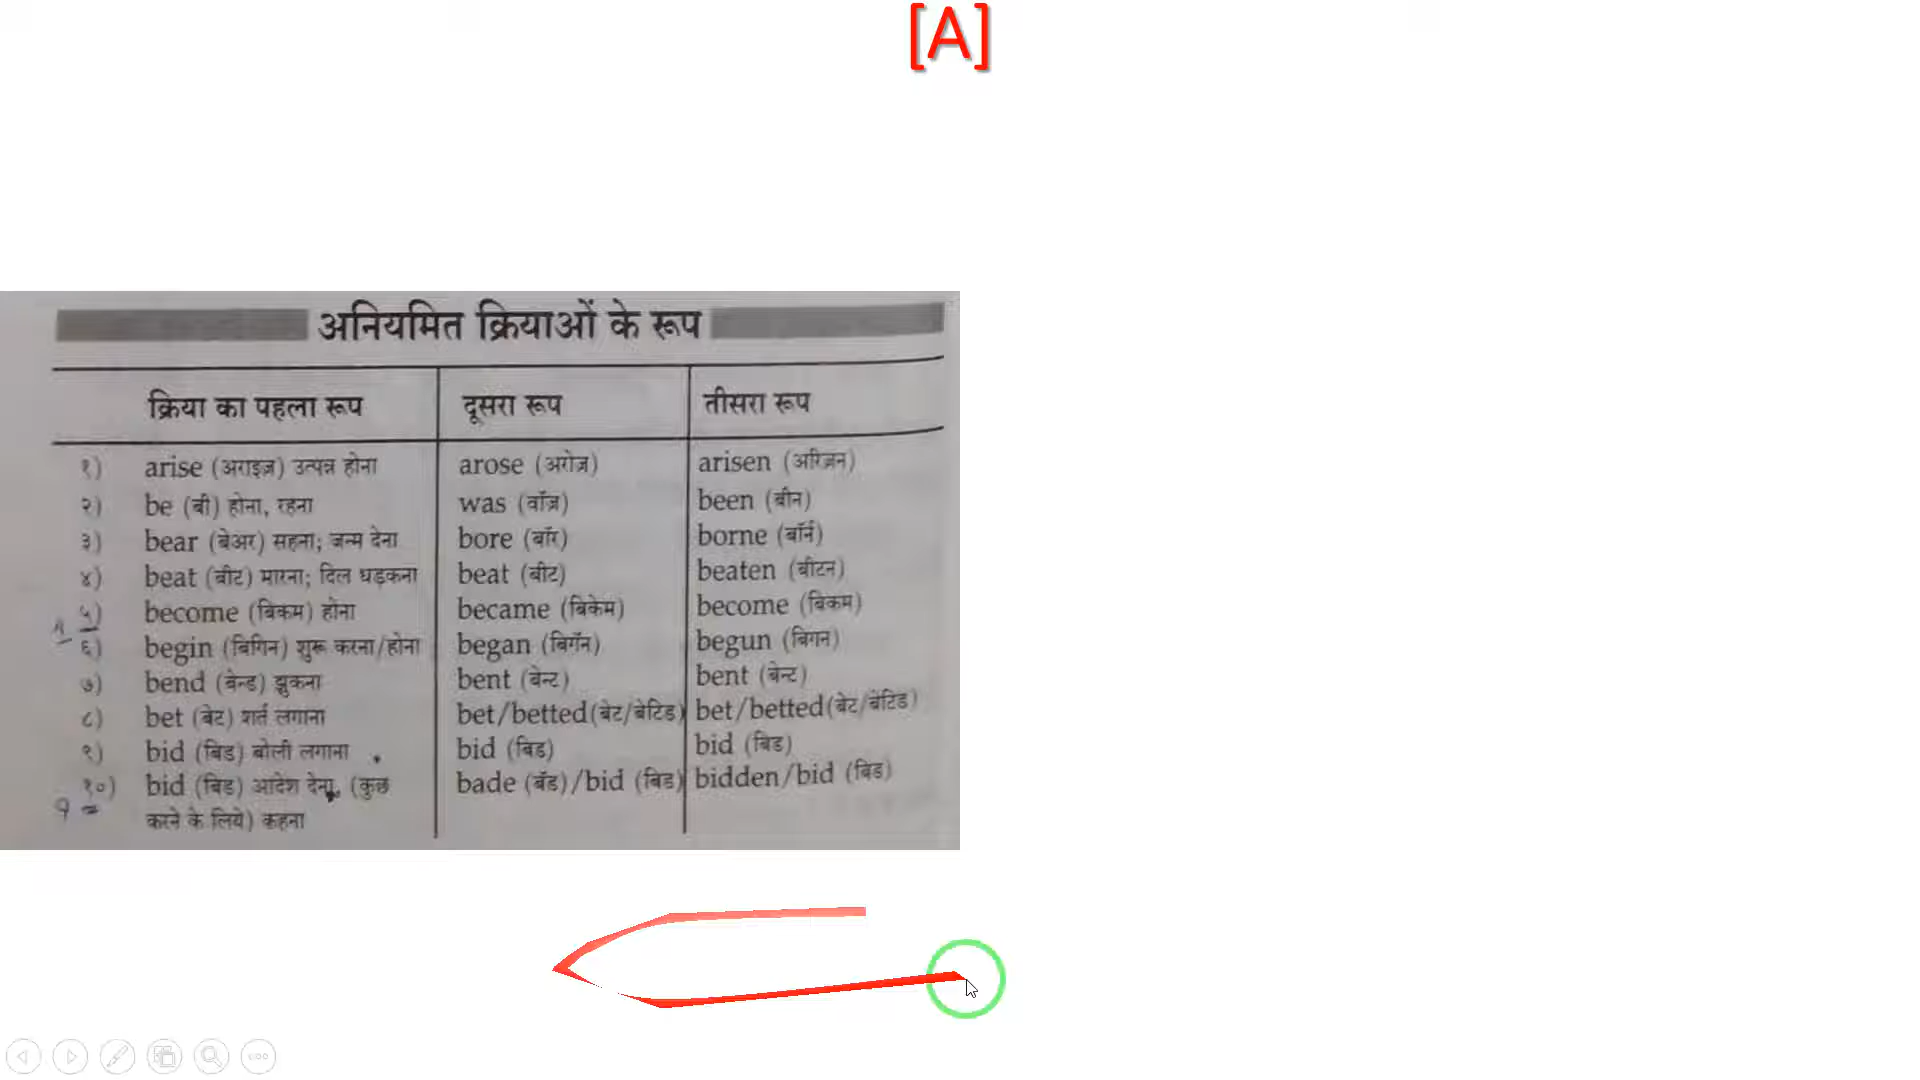 [A]
अनियमित क्रियाओं के रूप
क्रिया का पहला रूप दूसरा रूप तीसरा रूप
१) arise (अराइज़) उत्पन्न होना arose (अरोज़) arisen (अरिज़न)
२) be (बी) होना, रहना was (वॉज़) been (बीन)
३) bear (बेअर) सहना; जन्म देना bore (बॉर) borne (बॉर्न)
४) beat (बीट) मारना; दिल धड़कना beat (बीट) beaten (बीटन)
५) become (बिकम) होना became (बिकेम) become (बिकम)
६) begin (बिगिन) शुरू करना/होना began (बिगॅन) begun (बिगन)
७) bend (बेन्ड) झुकना bent (बेन्ट) bent (बेन्ट)
८) bet (बेट) शर्त लगाना bet/betted(बेट/बेटिड) bet/betted(बेट/बेटिड)
९) bid (बिड) बोली लगाना bid (बिड) bid (बिड)
१०) bid (बिड) आदेश देना, (कुछ bade (बॅड)/bid (बिड) bidden/bid (बिड)
करने के लिये) कहना